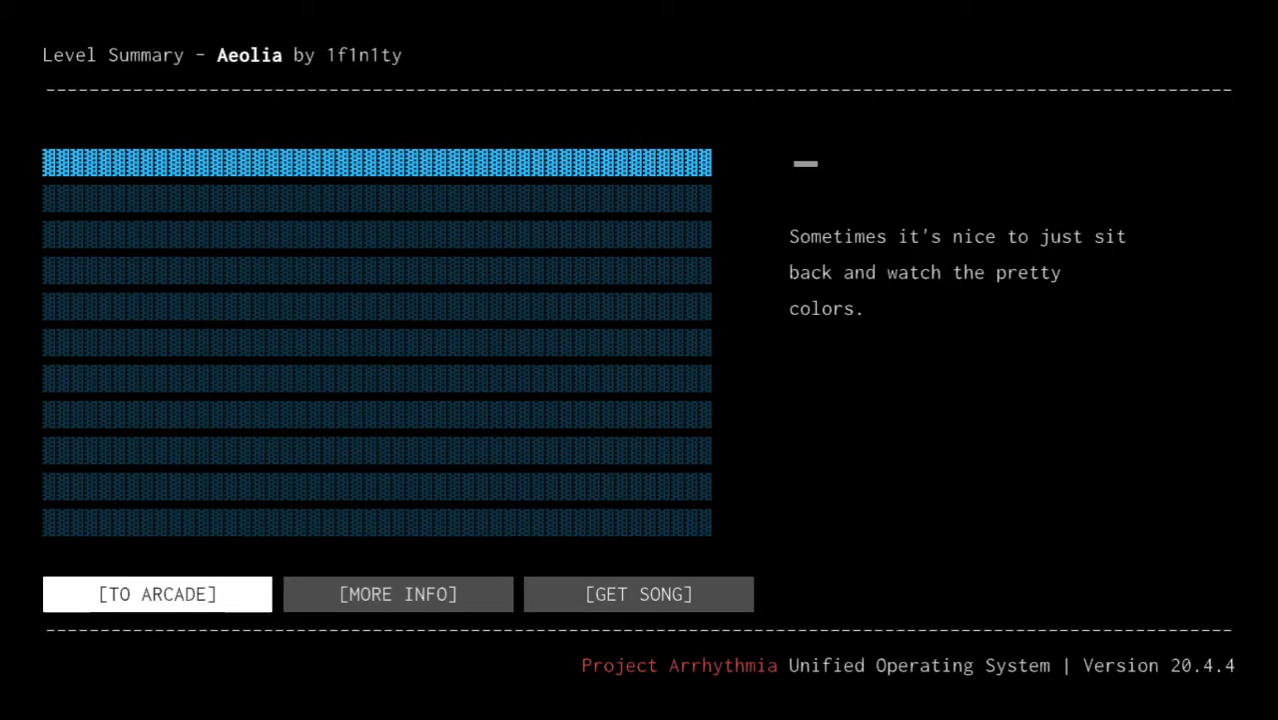 Level Summary - Aeolia by 1f1n1ty
-
Sometimes it's nice to just sit
back and watch the pretty
colors.
[TO ARCADE] [MORE INFO] [GET SONG]
Project Arrhythmia Unified Operating System | Version 20.4.4